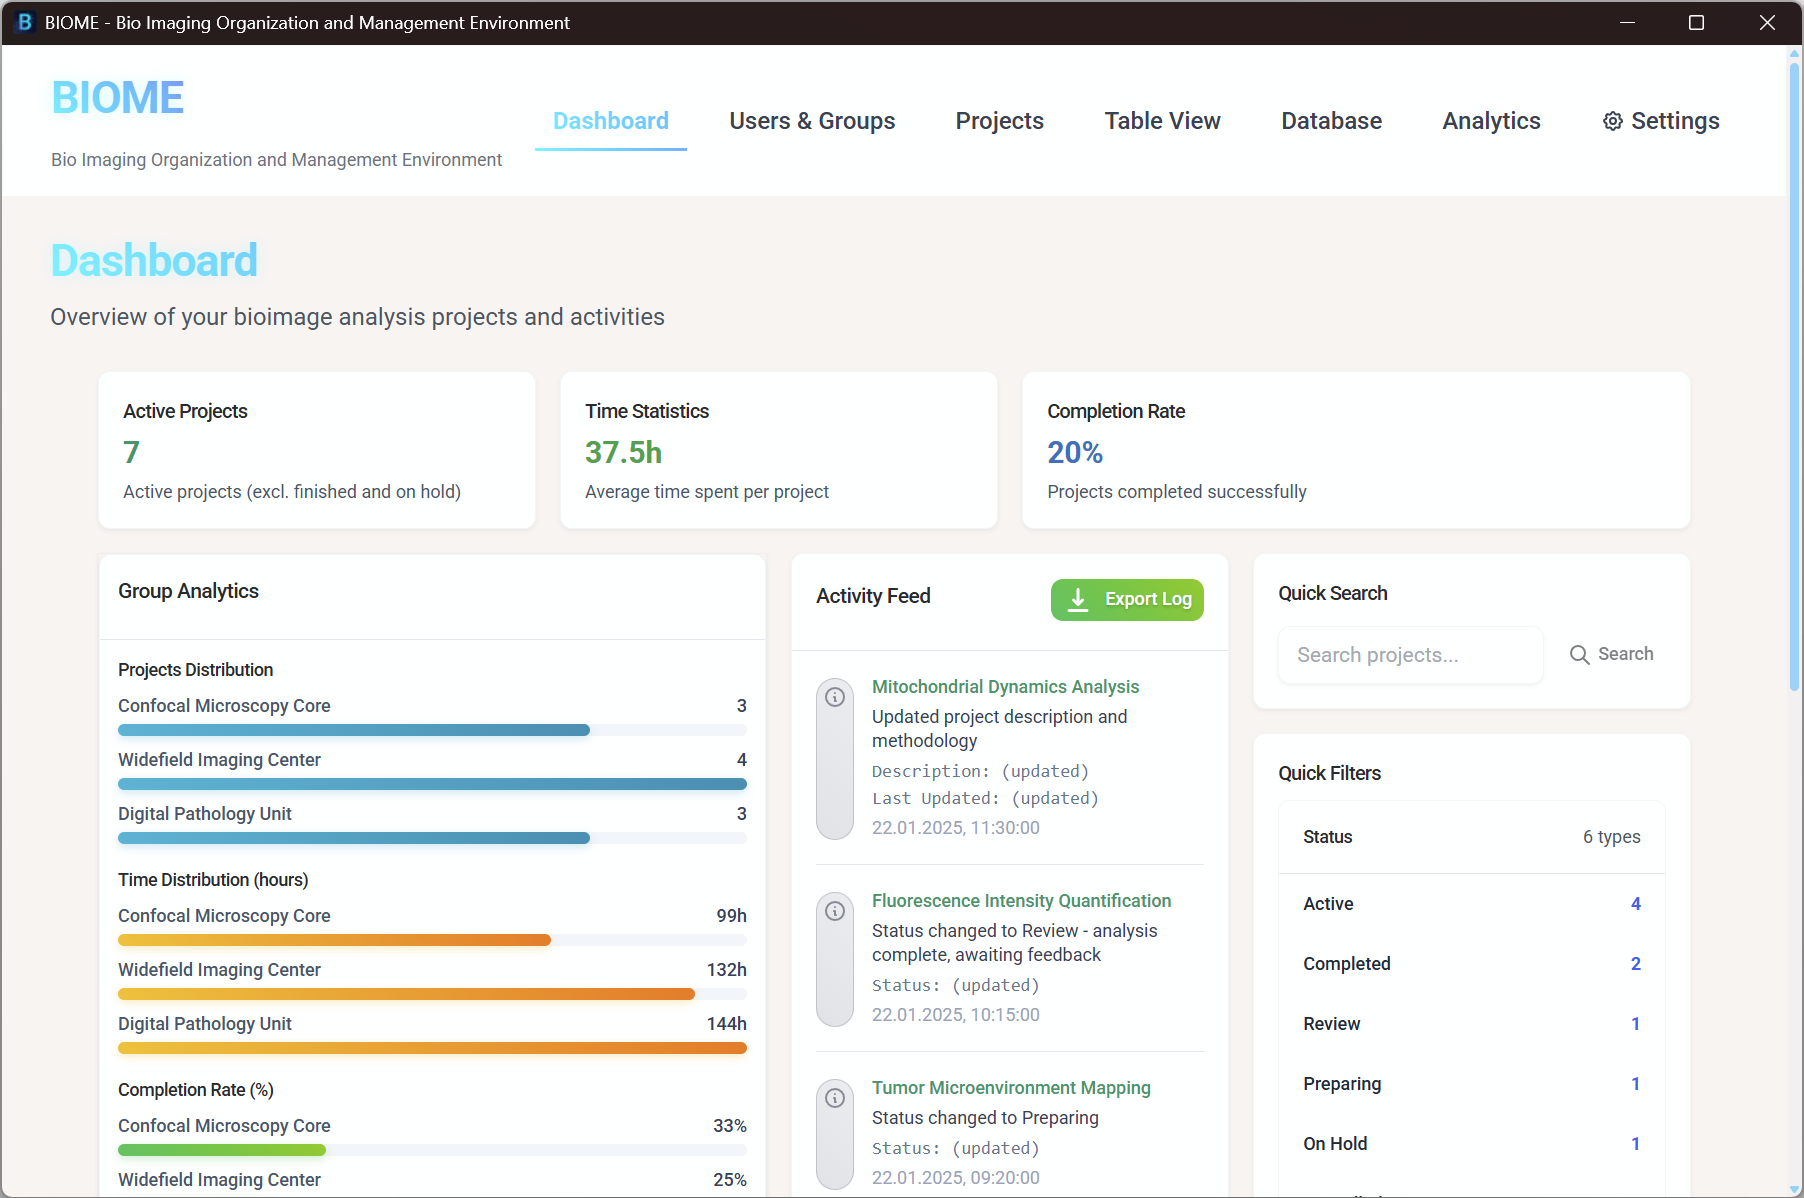 BIOME - Bio Imaging Organization and Management Environment
BIOME
Bio Imaging Organization and Management Environment
Dashboard
Users & Groups
Projects
Table View
Database
Analytics
Settings
Dashboard
Overview of your bioimage analysis projects and activities
Active Projects
7
Active projects (excl. finished and on hold)
Time Statistics
37.5h
Average time spent per project
Completion Rate
20%
Projects completed successfully
Group Analytics
Projects Distribution
Confocal Microscopy Core 3
Widefield Imaging Center 4
Digital Pathology Unit 3
Time Distribution (hours)
Confocal Microscopy Core 99h
Widefield Imaging Center 132h
Digital Pathology Unit 144h
Completion Rate (%)
Confocal Microscopy Core 33%
Widefield Imaging Center 25%
Activity Feed
Export Log
Mitochondrial Dynamics Analysis
Updated project description and
methodology
Description: (updated)
Last Updated: (updated)
22.01.2025, 11:30:00
Fluorescence Intensity Quantification
Status changed to Review - analysis
complete, awaiting feedback
Status: (updated)
22.01.2025, 10:15:00
Tumor Microenvironment Mapping
Status changed to Preparing
Status: (updated)
22.01.2025, 09:20:00
Quick Search
Search projects...
Search
Quick Filters
Status 6 types
Active 4
Completed 2
Review 1
Preparing 1
On Hold 1